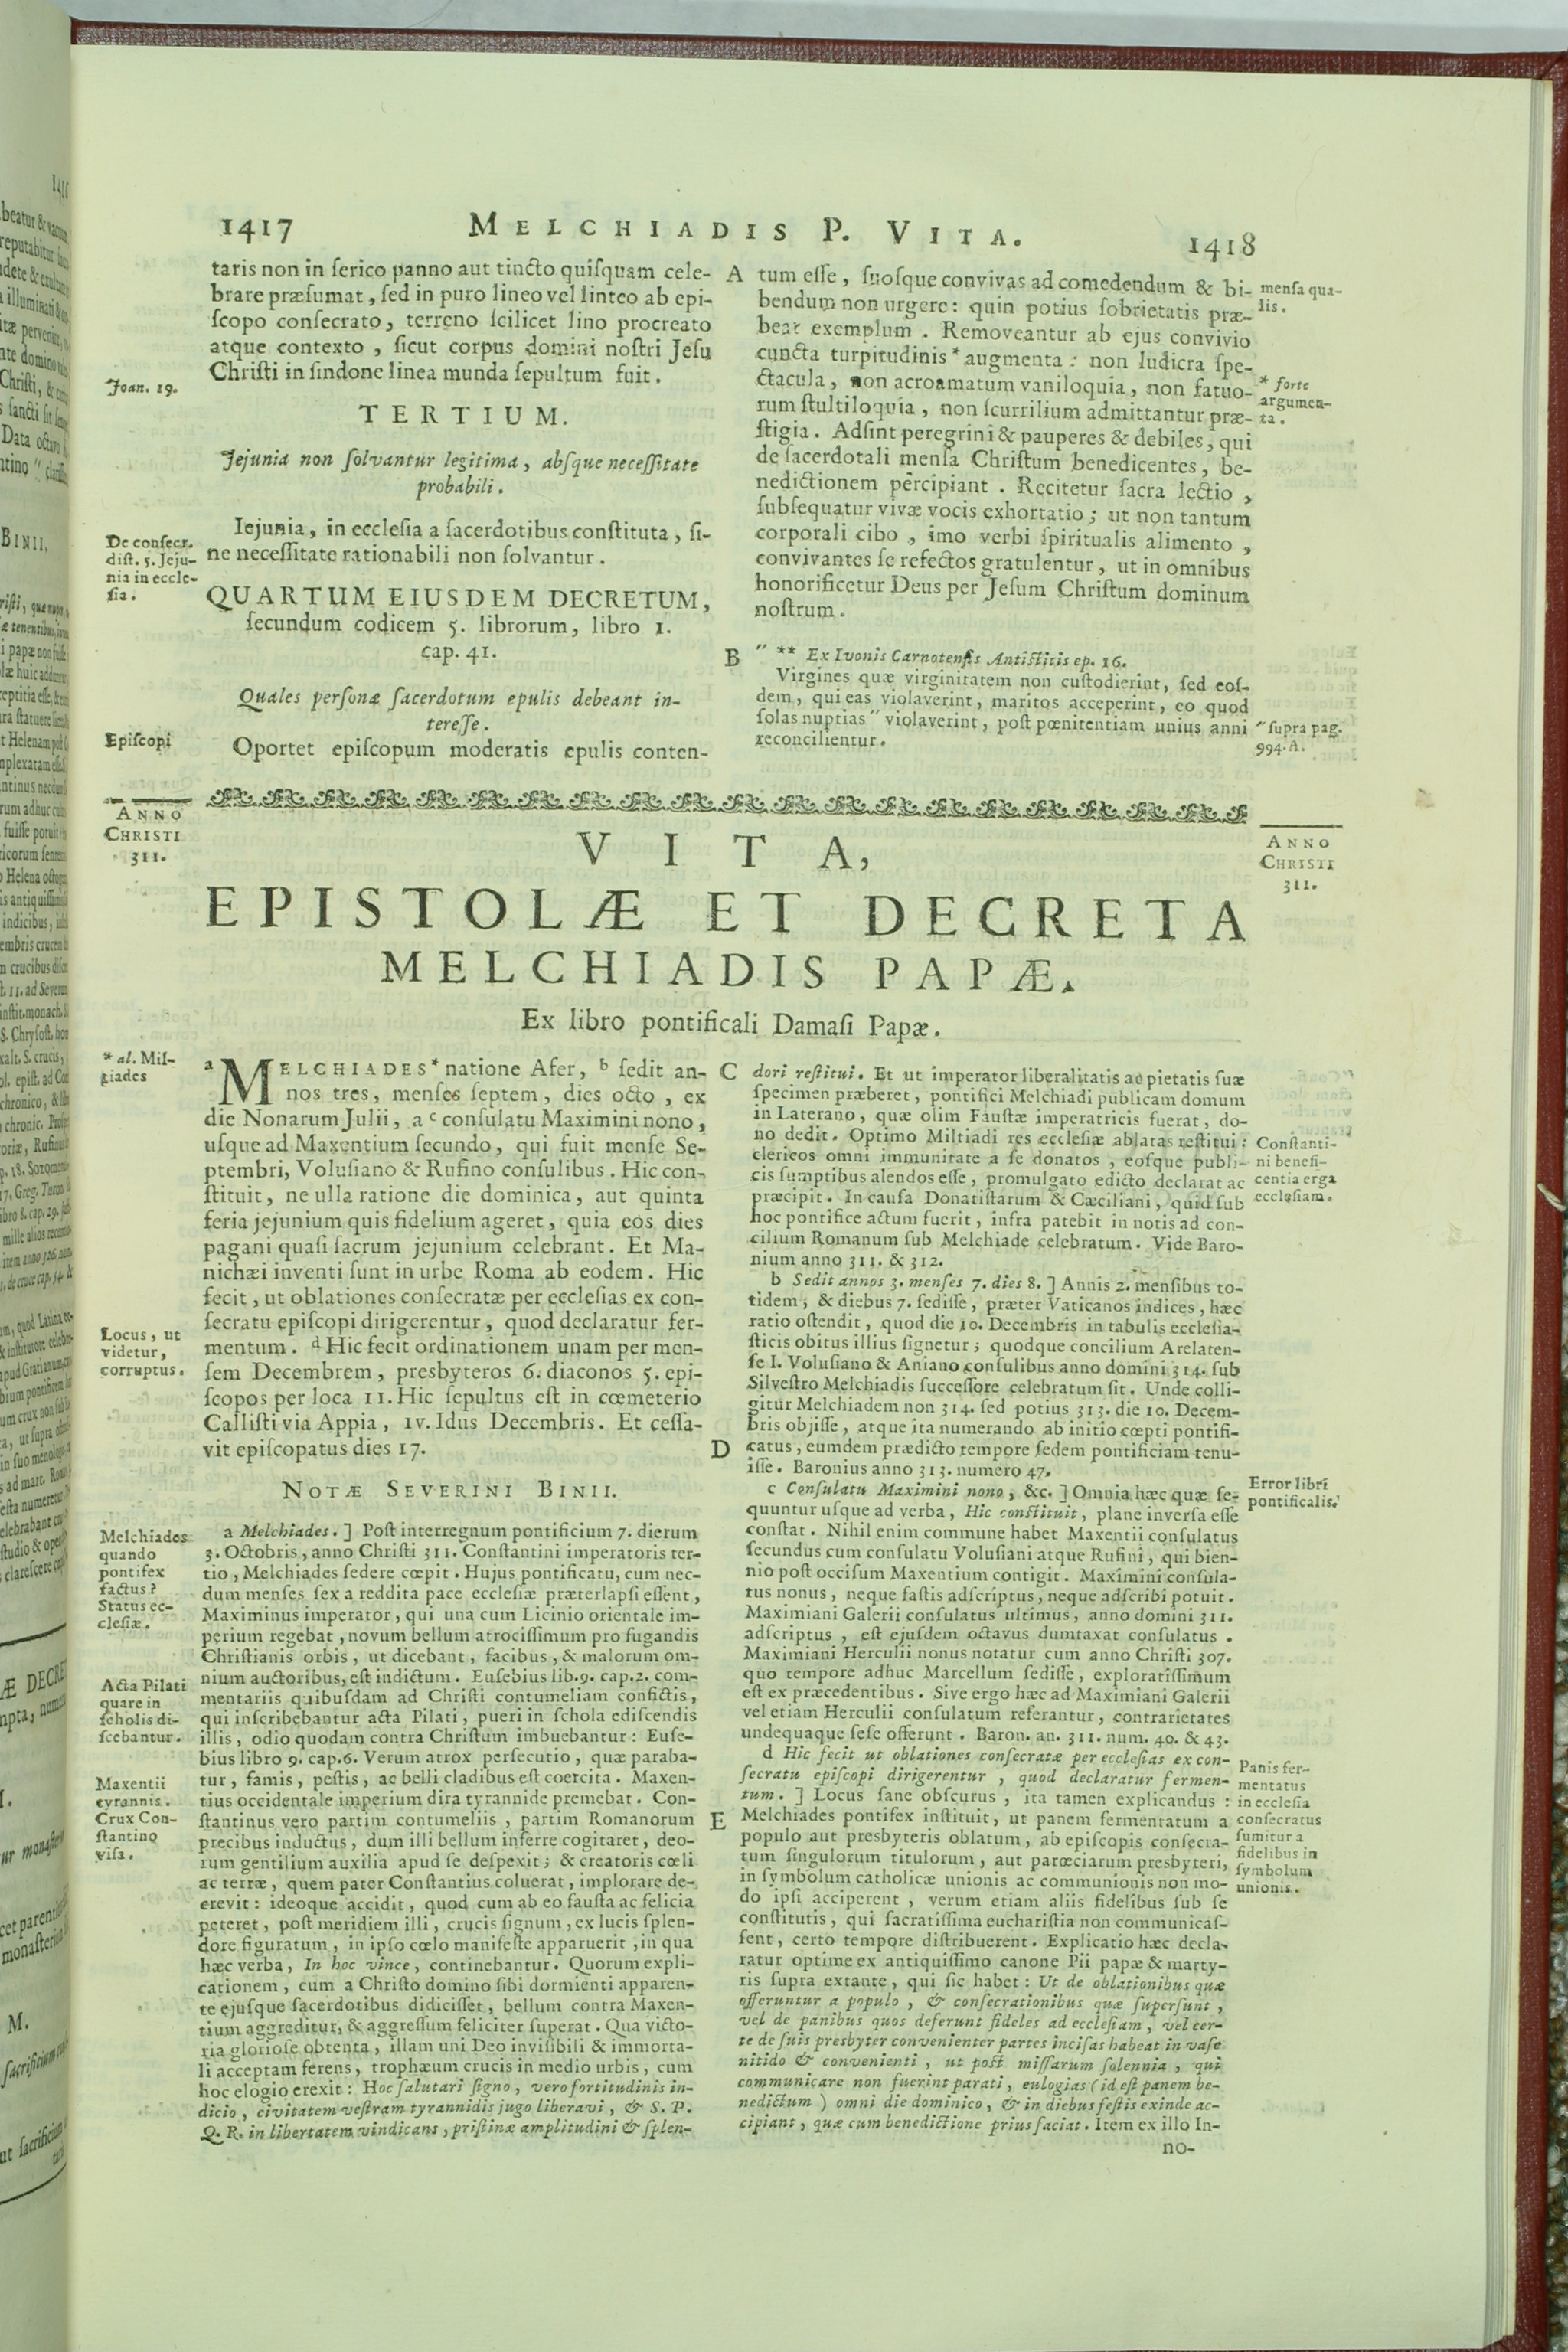 1417
MELCHIADIS P. VITA.
1418
taris non in ſerico panno aut tincto quiſquam cele-
brare præſumat, ſed in puro lineo vel linteo ab epi-
ſcopo conſecrato, terreno ſcilicet lino procreato
atque contexto, ſicut corpus domini noſtri Jeſu
Chriſti in ſindone linea munda ſepultum fuit.
Joan. 19.
TERTIUM.
Jejunia non ſolvantur legitima, abſque neceſſitate
probabili.
Iejunia, in eccleſia a ſacerdotibus conſtituta, ſi-
ne neceſſitate rationabili non ſolvantur.
De conſecr.
diſt. 5. Jeju-
nia in eccle-
ſia.
QUARTUM EIUSDEM DECRETUM,
ſecundum codicem 5. librorum, libro 1.
cap. 41.
Quales perſonæ ſacerdotum epulis debeant in-
tereſſe.
Epiſcopi
Oportet epiſcopum moderatis epulis conten-
A
tum eſſe, ſuoſque convivas ad comedendum & bi-
bendum non urgere: quin potius ſobrietatis præ-
beat exemplum. Removeantur ab ejus convivio
cuncta turpitudinis * augmenta: non ludicra ſpe-
ctacula, non acroamatum vaniloquia, non fatuo-
rum ſtultiloquia, non ſcurrilium admittantur præ-
ſtigia. Adſint peregrini & pauperes & debiles, qui
de ſacerdotali menſa Chriſtum benedicentes, be-
nedictionem percipiant. Recitetur ſacra lectio,
ſubſequatur vivæ vocis exhortatio; ut non tantum
corporali cibo, imo verbi ſpiritualis alimento,
convivantes ſe refectos gratulentur, ut in omnibus
honorificetur Deus per Jeſum Chriſtum dominum
noſtrum.
menſa qua-
lis.
* forte
argumen-
ta.
B
" ** Ex Ivonis Carnotenſis Antiſtitis ep. 16.
Virgines quæ virginitatem non cuſtodierint, ſed eoſ-
dem, qui eas violaverint, maritos acceperint, eo quod
ſolas nuptias " violaverint, poſt pœnitentiam unius anni
reconcilientur.
" ſupra pag.
994. A.
ANNO
CHRISTI
311.
ANNO
CHRISTI
311.
VITA,
EPISTOLÆ ET DECRETA
MELCHIADIS PAPÆ.
Ex libro pontificali Damaſi Papæ.
* al. Mil-
tiades
a MELCHIADES * natione Afer, b ſedit an-
nos tres, menſes ſeptem, dies octo, ex
die Nonarum Julii, a c conſulatu Maximini nono,
uſque ad Maxentium ſecundo, qui fuit menſe Se-
ptembri, Voluſiano & Rufino conſulibus. Hic con-
ſtituit, ne ulla ratione die dominica, aut quinta
feria jejunium quis fidelium ageret, quia eos dies
pagani quaſi ſacrum jejunium celebrant. Et Ma-
nichæi inventi ſunt in urbe Roma ab eodem. Hic
fecit, ut oblationes conſecratæ per eccleſias ex con-
ſecratu epiſcopi dirigerentur, quod declaratur fer-
mentum. d Hic fecit ordinationem unam per men-
ſem Decembrem, presbyteros 6. diaconos 5. epi-
ſcopos per loca 11. Hic ſepultus eſt in cœmeterio
Calliſti via Appia, IV. Idus Decembris. Et ceſſa-
vit epiſcopatus dies 17.
Locus, ut
videtur,
corruptus.
NOTÆ SEVERINI BINII.
a Melchiades. ] Poſt interregnum pontificium 7. dierum
3. Octobris, anno Chriſti 311. Conſtantini imperatoris ter-
tio, Melchiades ſedere cœpit. Hujus pontificatu, cum nec-
dum menſes ſex a reddita pace eccleſiæ præterlapſi eſſent,
Maximinus imperator, qui una cum Licinio orientale im-
perium regebat, novum bellum atrociſſimum pro fugandis
Chriſtianis orbis, ut dicebant, facibus, & malorum om-
nium auctoribus, eſt indictum. Euſebius lib. 9. cap. 2. com-
mentariis quibuſdam ad Chriſti contumeliam confictis,
qui inſcribebantur acta Pilati, pueri in ſchola ediſcendis
illis, odio quodam contra Chriſtum imbuebantur: Euſe-
bius libro 9. cap. 6. Verum atrox perſecutio, quæ paraba-
tur, famis, peſtis, ac belli cladibus eſt coercita. Maxen-
tius occidentale imperium dira tyrannide premebat. Con-
ſtantinus vero partim contumeliis, partim Romanorum
precibus inductus, dum illi bellum inferre cogitaret, deo-
rum gentilium auxilia apud ſe deſpexit; & creatoris cœli
ac terræ, quem pater Conſtantius coluerat, implorare de-
crevit: ideoque accidit, quod cum ab eo fauſta ac felicia
peteret, poſt meridiem illi, crucis ſignum, ex lucis ſplen-
dore figuratum, in ipſo cœlo manifeſte apparuerit, in qua
hæc verba, In hoc vince, continebantur. Quorum expli-
cationem, cum a Chriſto domino ſibi dormienti apparen-
te ejuſque ſacerdotibus didiciſſet, bellum contra Maxen-
tium aggreditur, & aggreſſum feliciter ſuperat. Qua victo-
ria glorioſe obtenta, illam uni Deo inviſibili & immorta-
li acceptam ferens, trophæum crucis in medio urbis, cum
hoc elogio erexit: Hoc ſalutari ſigno, vero fortitudinis in-
dicio, civitatem veſtram tyrannidis jugo liberavi, & S. P.
Q. R. in libertatem vindicans, priſtinæ amplitudini & ſplen-
Melchiades
quando
pontifex
factus?
Status ec-
cleſiæ.
Acta Pilati
quare in
ſcholis di-
ſcebantur.
Maxentii
tyrannis.
Crux Con-
ſtantino
viſa.
C
dori reſtitui. Et ut imperator liberalitatis ac pietatis ſuæ
ſpecimen præberet, pontifici Melchiadi publicam domum
in Laterano, quæ olim Fauſtæ imperatricis fuerat, do-
no dedit. Optimo Miltiadi res eccleſiæ ablatas reſtitui:
clericos omni immunitate a ſe donatos, eoſque publi-
cis ſumptibus alendos eſſe, promulgato edicto declarat ac
præcipit. In cauſa Donatiſtarum & Cæciliani, quid ſub
hoc pontifice actum fuerit, infra patebit in notis ad con-
cilium Romanum ſub Melchiade celebratum. Vide Baro-
nium anno 311. & 312.
Conſtanti-
ni benefi-
centia erga
eccleſiam.
b Sedit annos 3. menſes 7. dies 8. ] Annis 2. menſibus to-
tidem, & diebus 7. ſediſſe, præter Vaticanos indices, hæc
ratio oſtendit, quod die 10. Decembris in tabulis eccleſia-
ſticis obitus illius ſignetur; quodque concilium Arelaten-
ſe I. Voluſiano & Aniano conſulibus anno domini 314. ſub
Silveſtro Melchiadis ſucceſſore celebratum ſit. Unde colli-
gitur Melchiadem non 314. ſed potius 313. die 10. Decem-
bris objiſſe, atque ita numerando ab initio cœpti pontifi-
D
catus, eumdem prædicto tempore ſedem pontificiam tenu-
iſſe. Baronius anno 313. numero 47.
c Conſulatu Maximini nono, &c. ] Omnia hæc quæ ſe-
quuntur uſque ad verba, Hic conſtituit, plane inverſa eſſe
conſtat. Nihil enim commune habet Maxentii conſulatus
ſecundus cum conſulatu Voluſiani atque Rufini, qui bien-
nio poſt occiſum Maxentium contigit. Maximini conſula-
tus nonus, neque faſtis adſcriptus, neque adſcribi potuit.
Maximiani Galerii conſulatus ultimus, anno domini 311.
adſcriptus, eſt ejuſdem octavus dumtaxat conſulatus.
Maximiani Herculii nonus notatur cum anno Chriſti 307.
quo tempore adhuc Marcellum ſediſſe, exploratiſſimum
eſt ex præcedentibus. Sive ergo hæc ad Maximiani Galerii
vel etiam Herculii conſulatum referantur, contrarietates
undequaque ſeſe offerunt. Baron. an. 311. num. 40. & 43.
Error libri
pontificalis.
d Hic fecit ut oblationes conſecratæ per eccleſias ex con-
ſecratu epiſcopi dirigerentur, quod declaratur fermen-
tum. ] Locus ſane obſcurus, ita tamen explicandus:
E
Melchiades pontifex inſtituit, ut panem fermentatum a
populo aut presbyteris oblatum, ab epiſcopis conſecra-
tum ſingulorum titulorum, aut parœciarum presbyteri,
in ſymbolum catholicæ unionis ac communionis non mo-
do ipſi acciperent, verum etiam aliis fidelibus ſub ſe
conſtitutis, qui ſacratiſſima euchariſtia non communicaſ-
ſent, certo tempore diſtribuerent. Explicatio hæc decla-
ratur optime ex antiquiſſimo canone Pii papæ & marty-
ris ſupra extante, qui ſic habet: Ut de oblationibus quæ
offeruntur a populo, & conſecrationibus quæ ſuperſunt,
vel de panibus quos deferunt fideles ad eccleſiam, vel cer-
te de ſuis presbyter convenienter partes inciſas habeat in vaſe
nitido & convenienti, ut poſt miſſarum ſolennia, qui
communicare non fuerint parati, eulogias (id eſt panem be-
nedictum) omni die dominico, & in diebus feſtis exinde ac-
cipiant, quæ cum benedictione prius faciat. Item ex illo In-
no-
Panis fer-
mentatus
in eccleſia
conſecratus
ſumitur a
fidelibus in
ſymbolum
unionis.